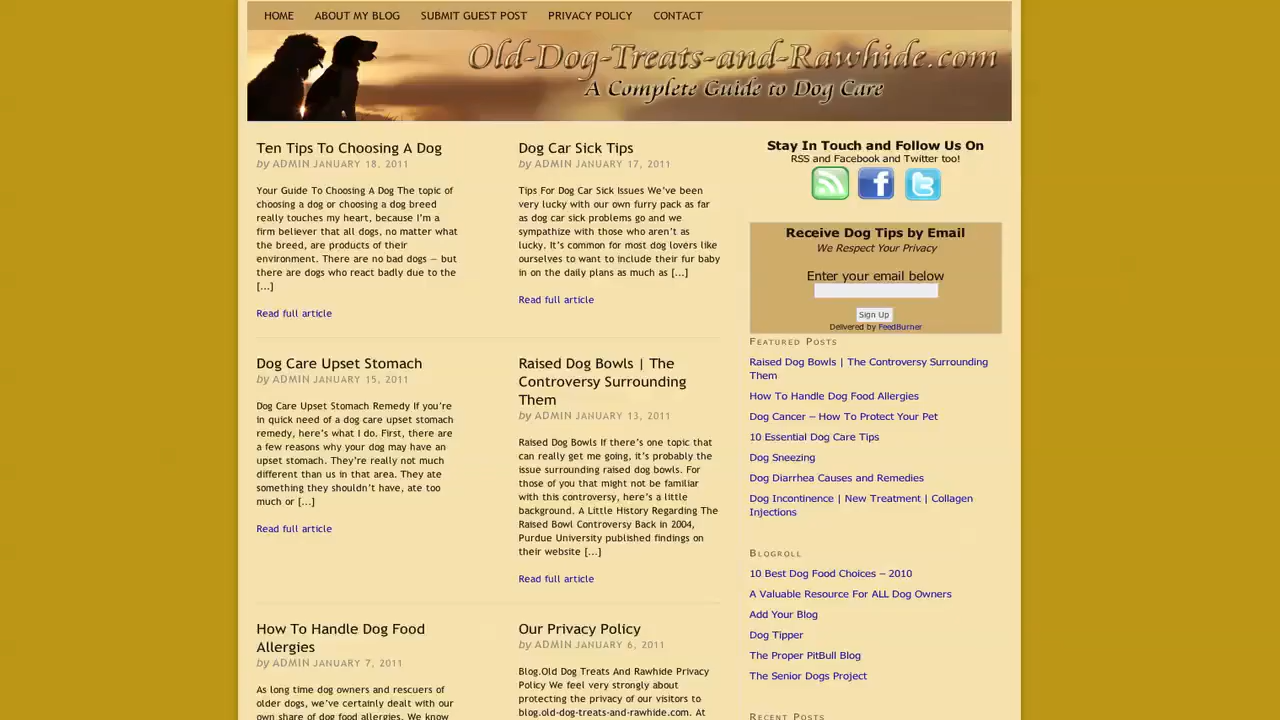 HOME ABOUT MY BLOG SUBMIT GUEST POST PRIVACY POLICY CONTACT
Old-Dog-Treats-and-Rawhide.com
A Complete Guide to Dog Care
Ten Tips To Choosing A Dog
by ADMIN JANUARY 18, 2011
Your Guide To Choosing A Dog The topic of
choosing a dog or choosing a dog breed
really touches my heart, because I'm a
firm believer that all dogs, no matter what
the breed, are products of their
environment. There are no bad dogs — but
there are dogs who react badly due to the
[...]
Read full article
Dog Car Sick Tips
by ADMIN JANUARY 17, 2011
Tips For Dog Car Sick Issues We've been
very lucky with our own furry pack as far
as dog car sick problems go and we
sympathize with those who aren't as
lucky. It's common for most dog lovers like
ourselves to want to include their fur baby
in on the daily plans as much as [...]
Read full article
Dog Care Upset Stomach
by ADMIN JANUARY 15, 2011
Dog Care Upset Stomach Remedy If you're
in quick need of a dog care upset stomach
remedy, here's what I do. First, there are
a few reasons why your dog may have an
upset stomach. They're really not much
different than us in that area. They ate
something they shouldn't have, ate too
much or [...]
Read full article
Raised Dog Bowls | The
Controversy Surrounding
Them
by ADMIN JANUARY 13, 2011
Raised Dog Bowls If there's one topic that
can really get me going, it's probably the
issue surrounding raised dog bowls. For
those of you that might not be familiar
with this controversy, here's a little
background. A Little History Regarding The
Raised Bowl Controversy Back in 2004,
Purdue University published findings on
their website [...]
Read full article
How To Handle Dog Food
Allergies
by ADMIN JANUARY 7, 2011
As long time dog owners and rescuers of
older dogs, we've certainly dealt with our
own share of dog food allergies. We know
Our Privacy Policy
by ADMIN JANUARY 6, 2011
Blog.Old Dog Treats And Rawhide Privacy
Policy We feel very strongly about
protecting the privacy of our visitors to
blog.old-dog-treats-and-rawhide.com. At
Stay In Touch and Follow Us On
RSS and Facebook and Twitter too!
Receive Dog Tips by Email
We Respect Your Privacy
Enter your email below
Sign Up
Delivered by FeedBurner
Featured Posts
Raised Dog Bowls | The Controversy Surrounding
Them
How To Handle Dog Food Allergies
Dog Cancer – How To Protect Your Pet
10 Essential Dog Care Tips
Dog Sneezing
Dog Diarrhea Causes and Remedies
Dog Incontinence | New Treatment | Collagen
Injections
Blogroll
10 Best Dog Food Choices – 2010
A Valuable Resource For ALL Dog Owners
Add Your Blog
Dog Tipper
The Proper PitBull Blog
The Senior Dogs Project
Recent Posts